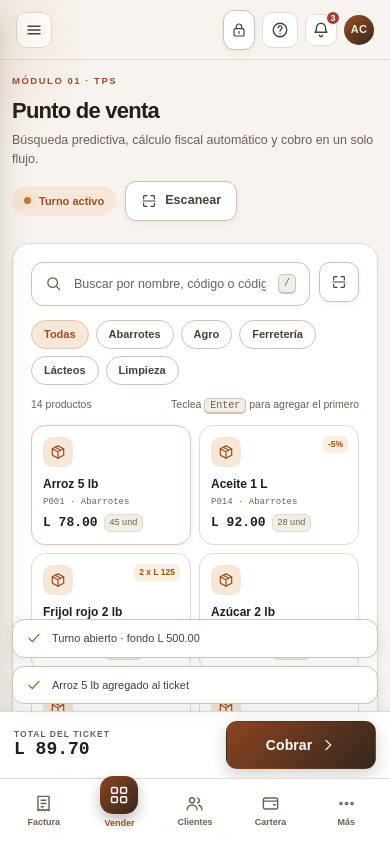 3
AC
MÓDULO 01 · TPS
Punto de venta
Búsqueda predictiva, cálculo fiscal automático y cobro en un solo
flujo.
Turno activo
Escanear
Buscar por nombre, código o códig
/
Todas
Abarrotes
Agro
Ferretería
Lácteos
Limpieza
14 productos
Teclea Enter para agregar el primero
-5%
Arroz 5 lb
Aceite 1 L
P001 · Abarrotes
P014 · Abarrotes
L 78.00 45 und
L 92.00 28 und
2 x L 125
Frijol rojo 2 lb
Azúcar 2 lb
Turno abierto · fondo L 500.00
Arroz 5 lb agregado al ticket
TOTAL DEL TICKET
L 89.70
Cobrar
Factura
Vender
Clientes
Cartera
Más